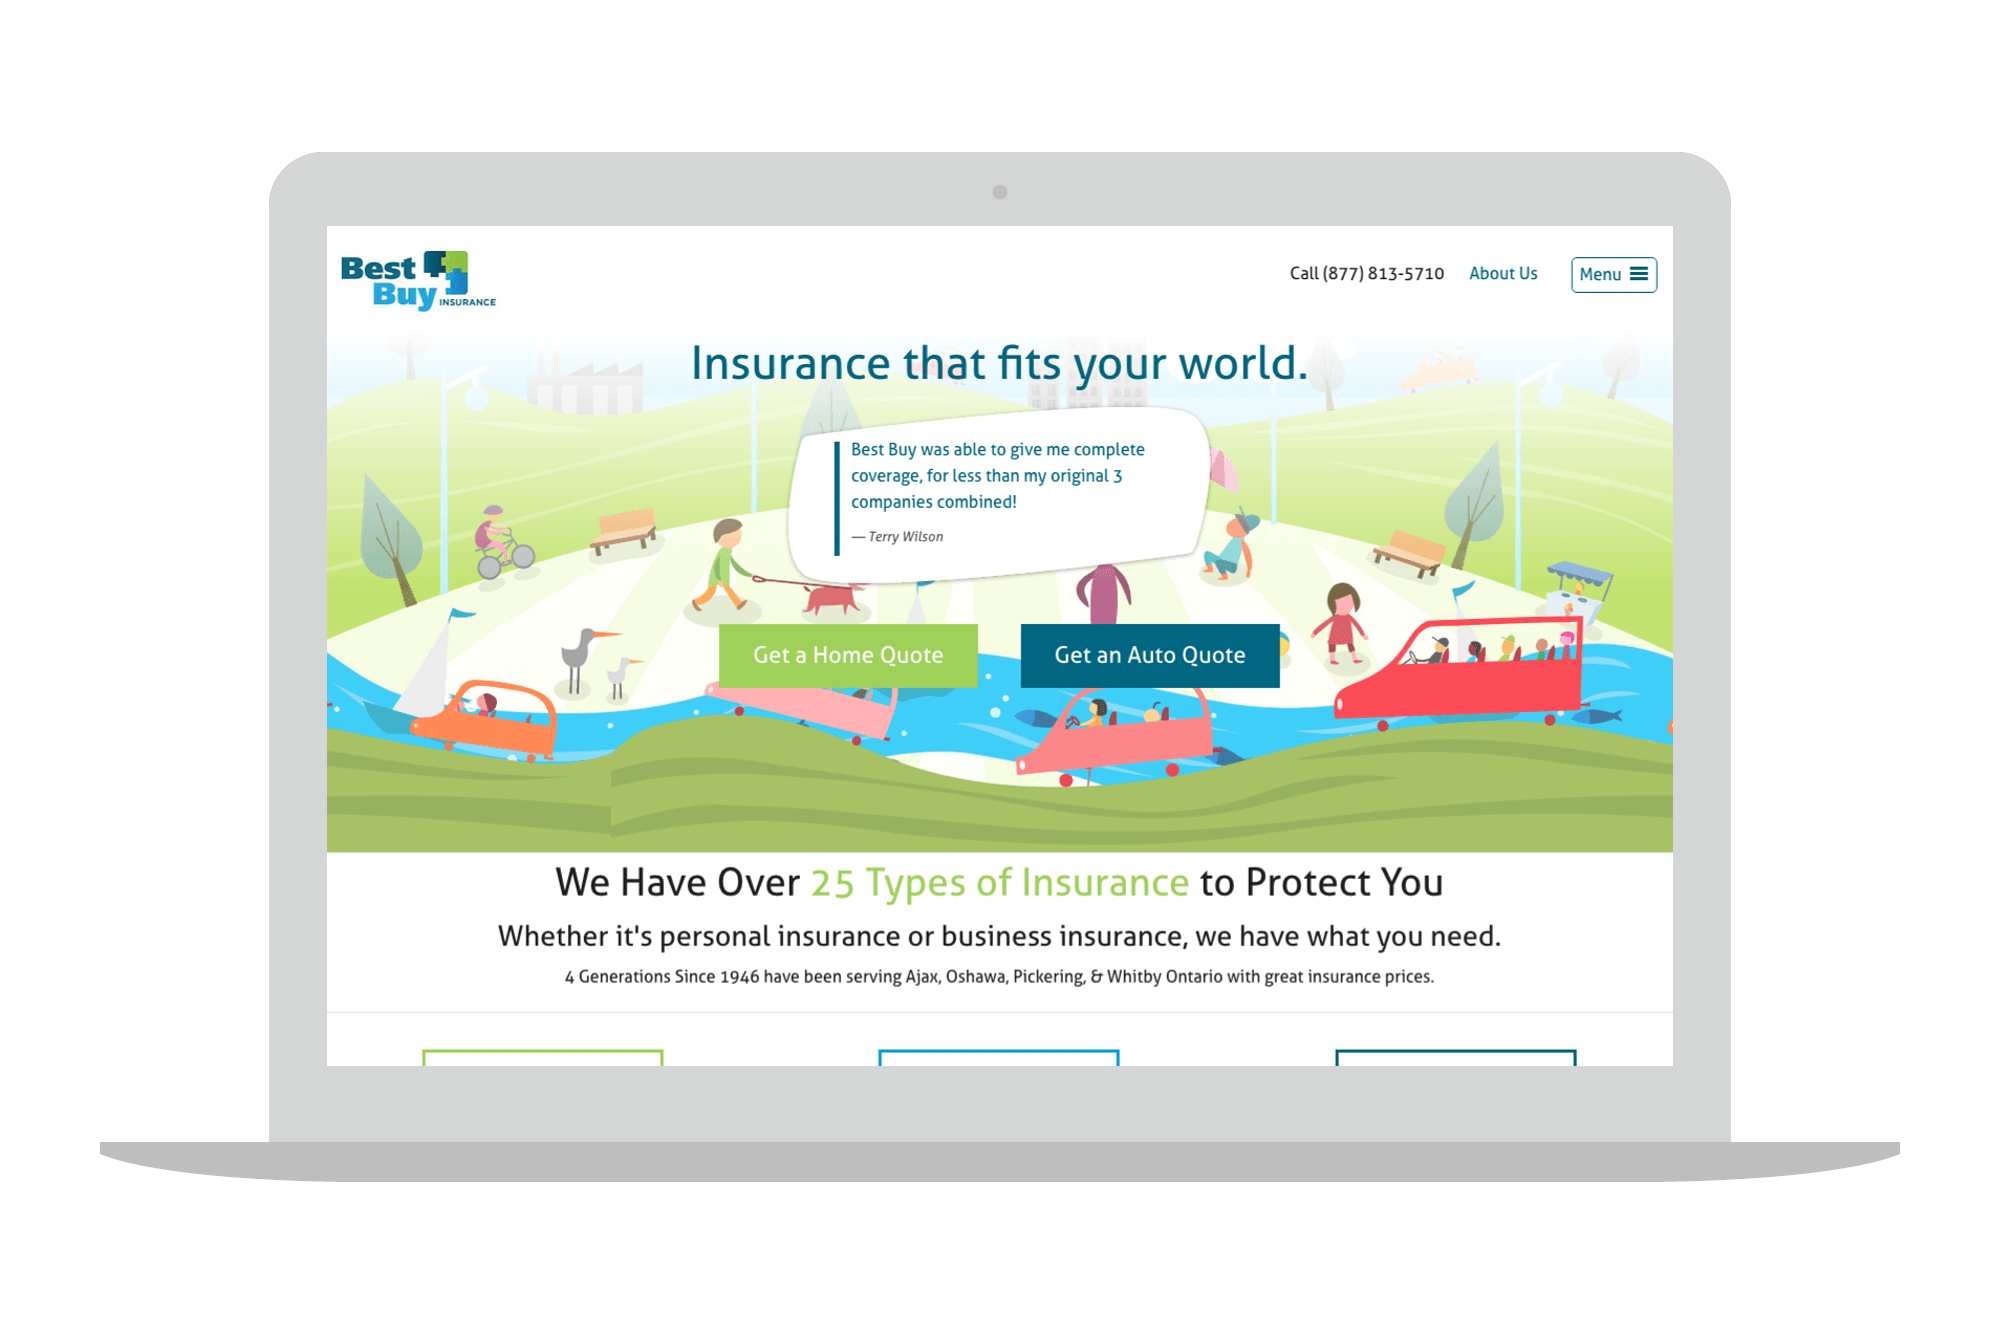 Best
Buy INSURANCE
Call (877) 813-5710 About Us Menu
Insurance that fits your world.
Best Buy was able to give me complete
coverage, for less than my original 3
companies combined!
— Terry Wilson
Get a Home Quote Get an Auto Quote
We Have Over 25 Types of Insurance to Protect You
Whether it's personal insurance or business insurance, we have what you need.
4 Generations Since 1946 have been serving Ajax, Oshawa, Pickering, & Whitby Ontario with great insurance prices.